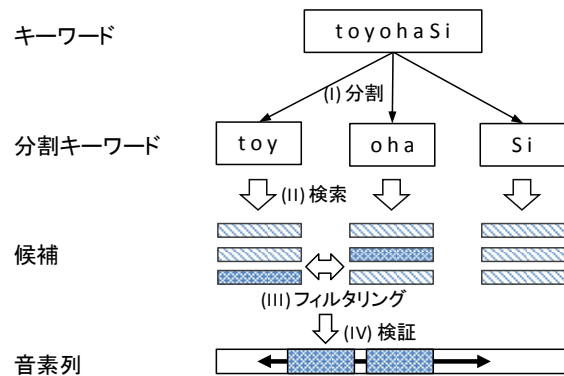 キーワード
toyohaSi
(I) 分割
分割キーワード
toy
oha
Si
(II) 検索
候補
(III) フィルタリング
(IV) 検証
音素列